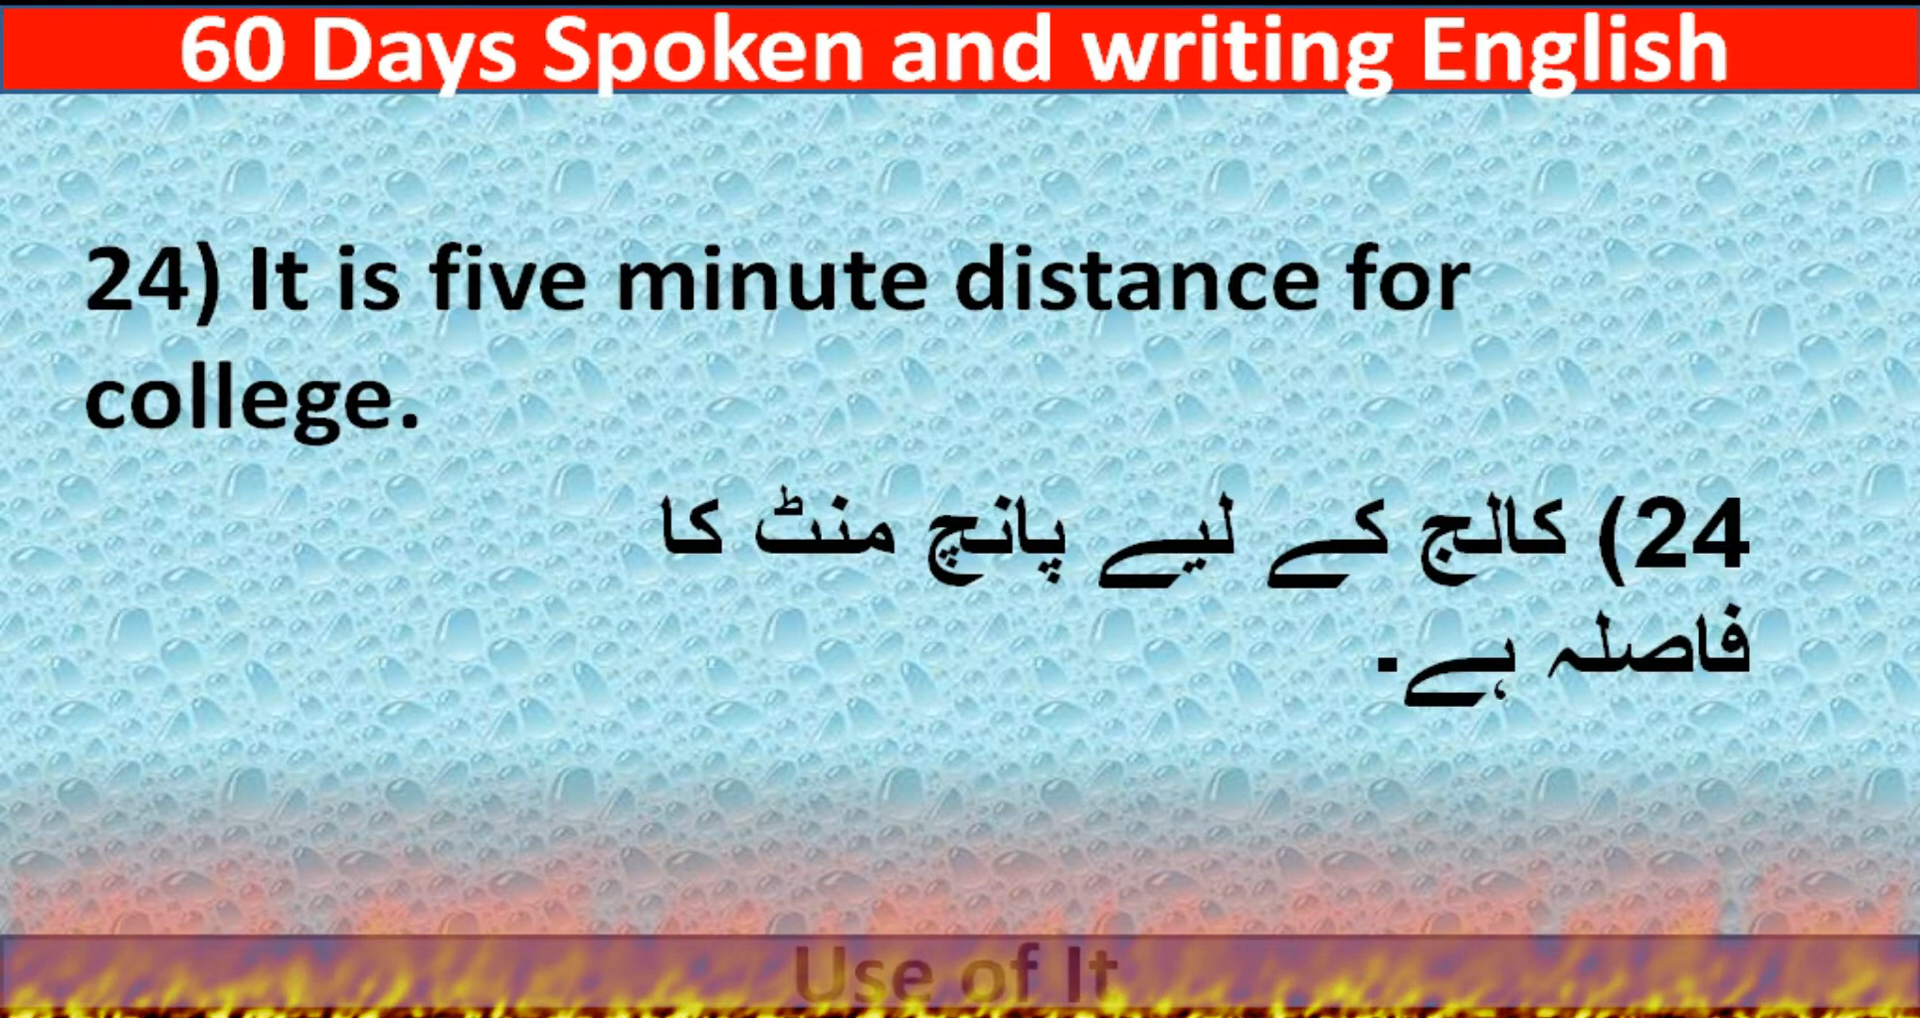 60 Days Spoken and writing English
24) It is five minute distance for
college.
24) کالج کے لیے پانچ منٹ کا
فاصلہ ہے۔
Use of It